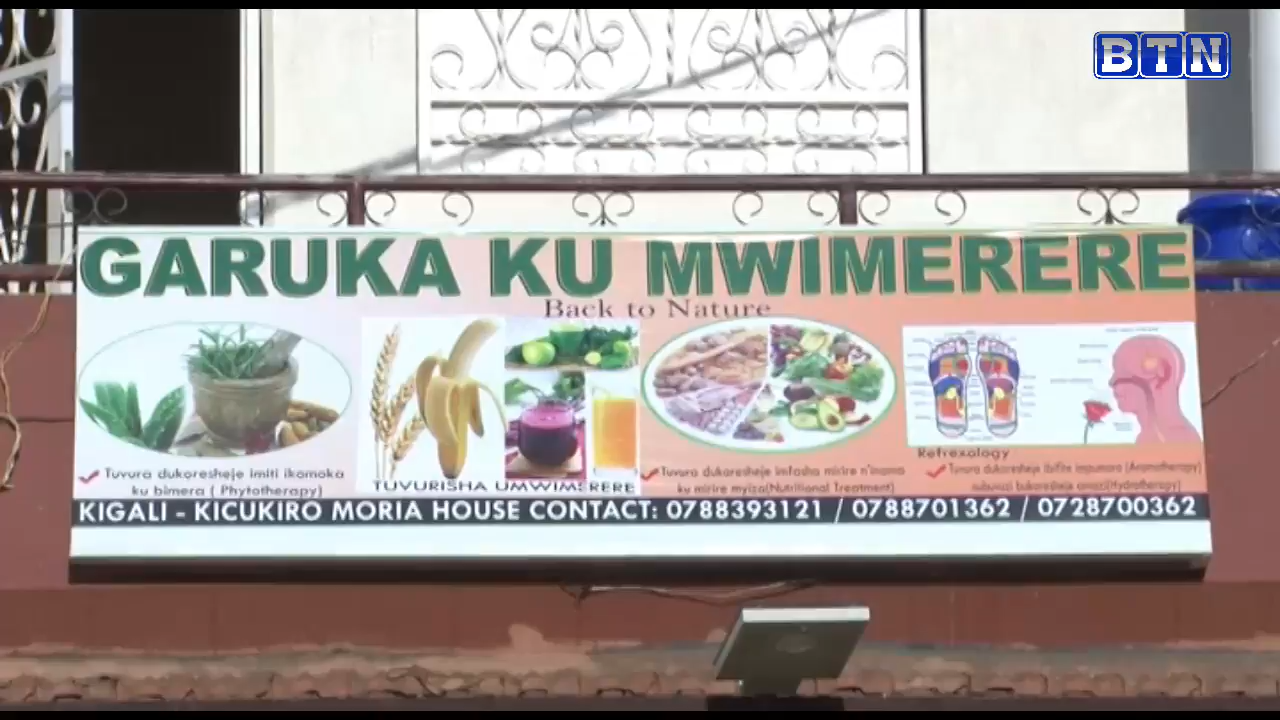 BTN
GARUKA KU MWIMERERE
Back to Nature
Tuvura dukoresheje imiti ikomoka
ku bimera ( Phytotherapy)
TUVURISHA UMWIMERERE
Tuvura dukoresheje imfasha mirire n'inama
ku mirire myiza(Nutritional Treatment)
Refrexology
Tuvura dukoresheje ibifite impumuro (Aromatherapy)
ubuvuzi bukoresheje amazi(Hydrotherapy)
KIGALI - KICUKIRO MORIA HOUSE CONTACT: 0788393121 / 0788701362 / 0728700362